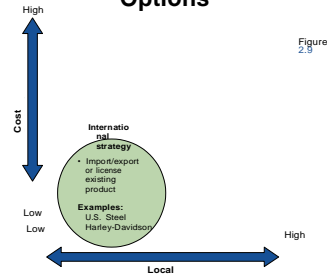 Options
High
Figure
2.9
Cost
Internatio
nal
strategy
• Import/export
or license
existing
product
Examples:
U.S. Steel
Harley-Davidson
Low
Low
High
Local